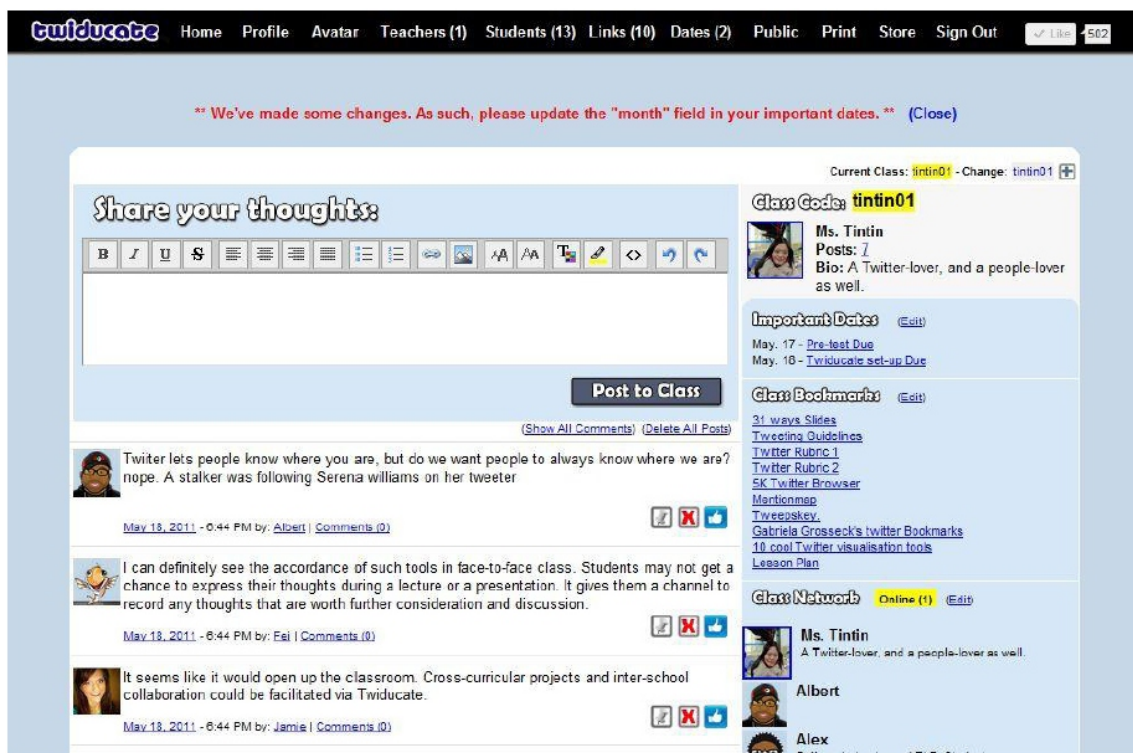 twiducate Home Profile Avatar Teachers (1) Students (13) Links (10) Dates (2) Public Print Store Sign Out Like 502
** We've made some changes. As such, please update the "month" field in your important dates. ** (Close)
Current Class: tintin01 - Change: tintin01
Share your thoughts:
B I U S
Post to Class
(Show All Comments) (Delete All Posts)
Twiiter lets people know where you are, but do we want people to always know where we are?
nope. A stalker was following Serena williams on her tweeter
May 18, 2011 - 6:44 PM by: Albert | Comments (0)
I can definitely see the accordance of such tools in face-to-face class. Students may not get a
chance to express their thoughts during a lecture or a presentation. It gives them a channel to
record any thoughts that are worth further consideration and discussion.
May 18, 2011 - 6:44 PM by: Fei | Comments (0)
It seems like it would open up the classroom. Cross-curricular projects and inter-school
collaboration could be facilitated via Twiducate.
May 18, 2011 - 6:44 PM by: Jamie | Comments (0)
Class Code: tintin01
Ms. Tintin
Posts: 7
Bio: A Twitter-lover, and a people-lover
as well.
Important Dates (Edit)
May. 17 - Pre-test Due
May. 18 - Twiducate set-up Due
Class Bookmarks (Edit)
31 ways Slides
Tweeting Guidelines
Twitter Rubric 1
Twitter Rubric 2
5K Twitter Browser
Mentionmap
Tweepskey.
Gabriela Grosseck's twitter Bookmarks
10 cool Twitter visualisation tools
Lesson Plan
Class Network Online (1) (Edit)
Ms. Tintin
A Twitter-lover, and a people-lover as well.
Albert
Alex